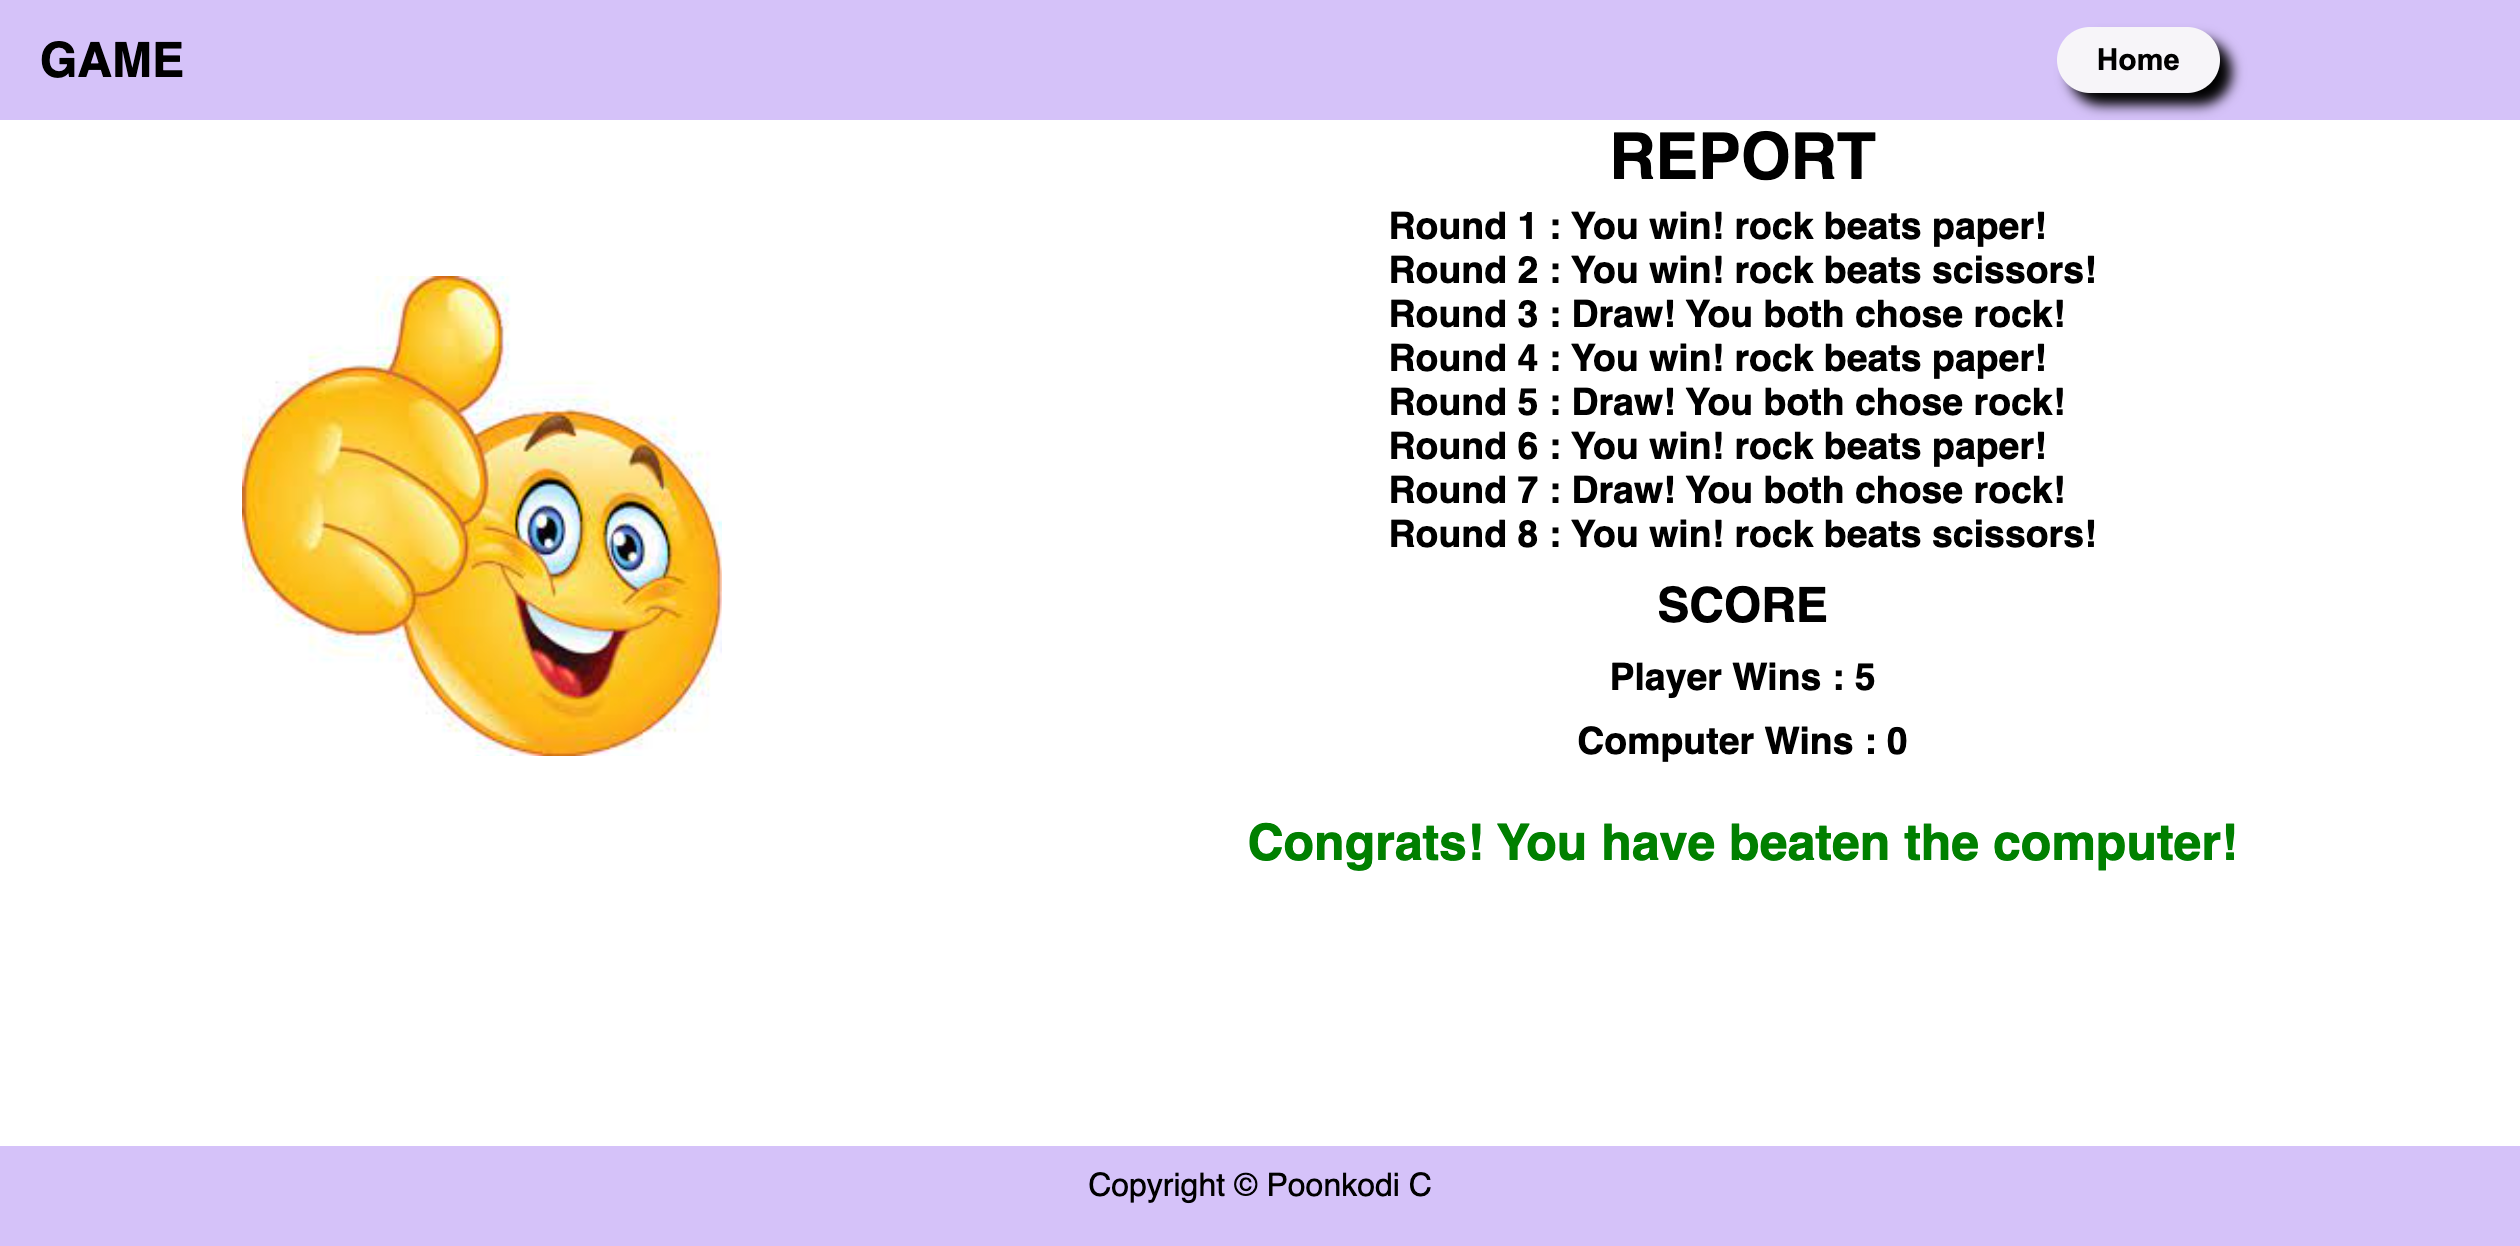 GAME
Home
REPORT
Round 1 : You win! rock beats paper!
Round 2 : You win! rock beats scissors!
Round 3 : Draw! You both chose rock!
Round 4 : You win! rock beats paper!
Round 5 : Draw! You both chose rock!
Round 6 : You win! rock beats paper!
Round 7 : Draw! You both chose rock!
Round 8 : You win! rock beats scissors!
SCORE
Player Wins : 5
Computer Wins : 0
Congrats! You have beaten the computer!
Copyright © Poonkodi C